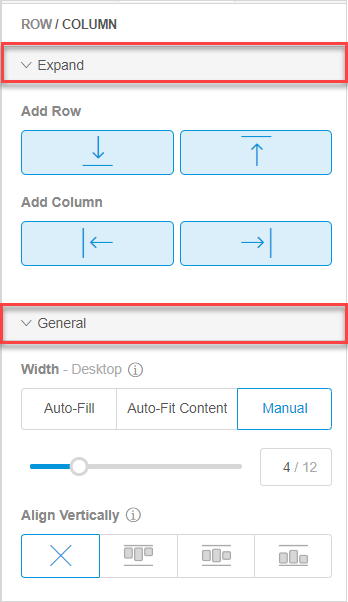 ROW / COLUMN
Expand
Add Row
Add Column
General
Width - Desktop
Auto-Fill Auto-Fit Content Manual
4 / 12
Align Vertically